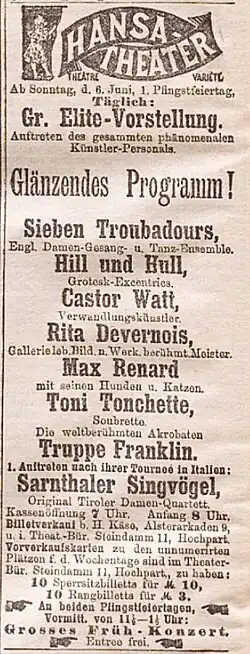 HANSA-
THEATER
THÉÂTRE VARIÉTÉ
Ab Sonntag, d. 6. Juni, 1. Pfingstfeiertag,
Täglich:
Gr. Elite-Vorstellung.
Auftreten des gesammten phänomenalen
Künstler-Personals.
Glänzendes Programm!
Sieben Troubadours,
Engl. Damen-Gesang- u. Tanz-Ensemble.
Hill und Hull,
Grotesk-Excentrics.
Castor Watt,
Verwandlungskünstler.
Rita Devernois,
Gallerie leb. Bild. n. Werk. berühmt. Meister.
Max Renard
mit seinen Hunden u. Katzen.
Toni Tonchette,
Soubrette.
Die weltberühmten Akrobaten
Truppe Franklin.
1. Auftreten nach ihrer Tournée in Italien:
Sarnthaler Singvögel,
Original Tiroler Damen-Quartett.
Kassenöffnung 7 Uhr. Anfang 8 Uhr.
Billetverkauf b. H. Käse, Alsterarkaden 9,
u. i. Theat.-Bür. Steindamm 11, Hochpart.
Vorverkaufskarten zu den unnumerirten
Plätzen f. d. Wochentage sind im Theater-
Bür. Steindamm 11, Hochpart., zu haben:
10 Sperrsitzbilletts für M. 10,
10 Rangbilletts für M. 3.
An beiden Pfingstfeiertagen,
Vormitt. von 11½–1½ Uhr:
Grosses Früh-Konzert.
Entree frei.